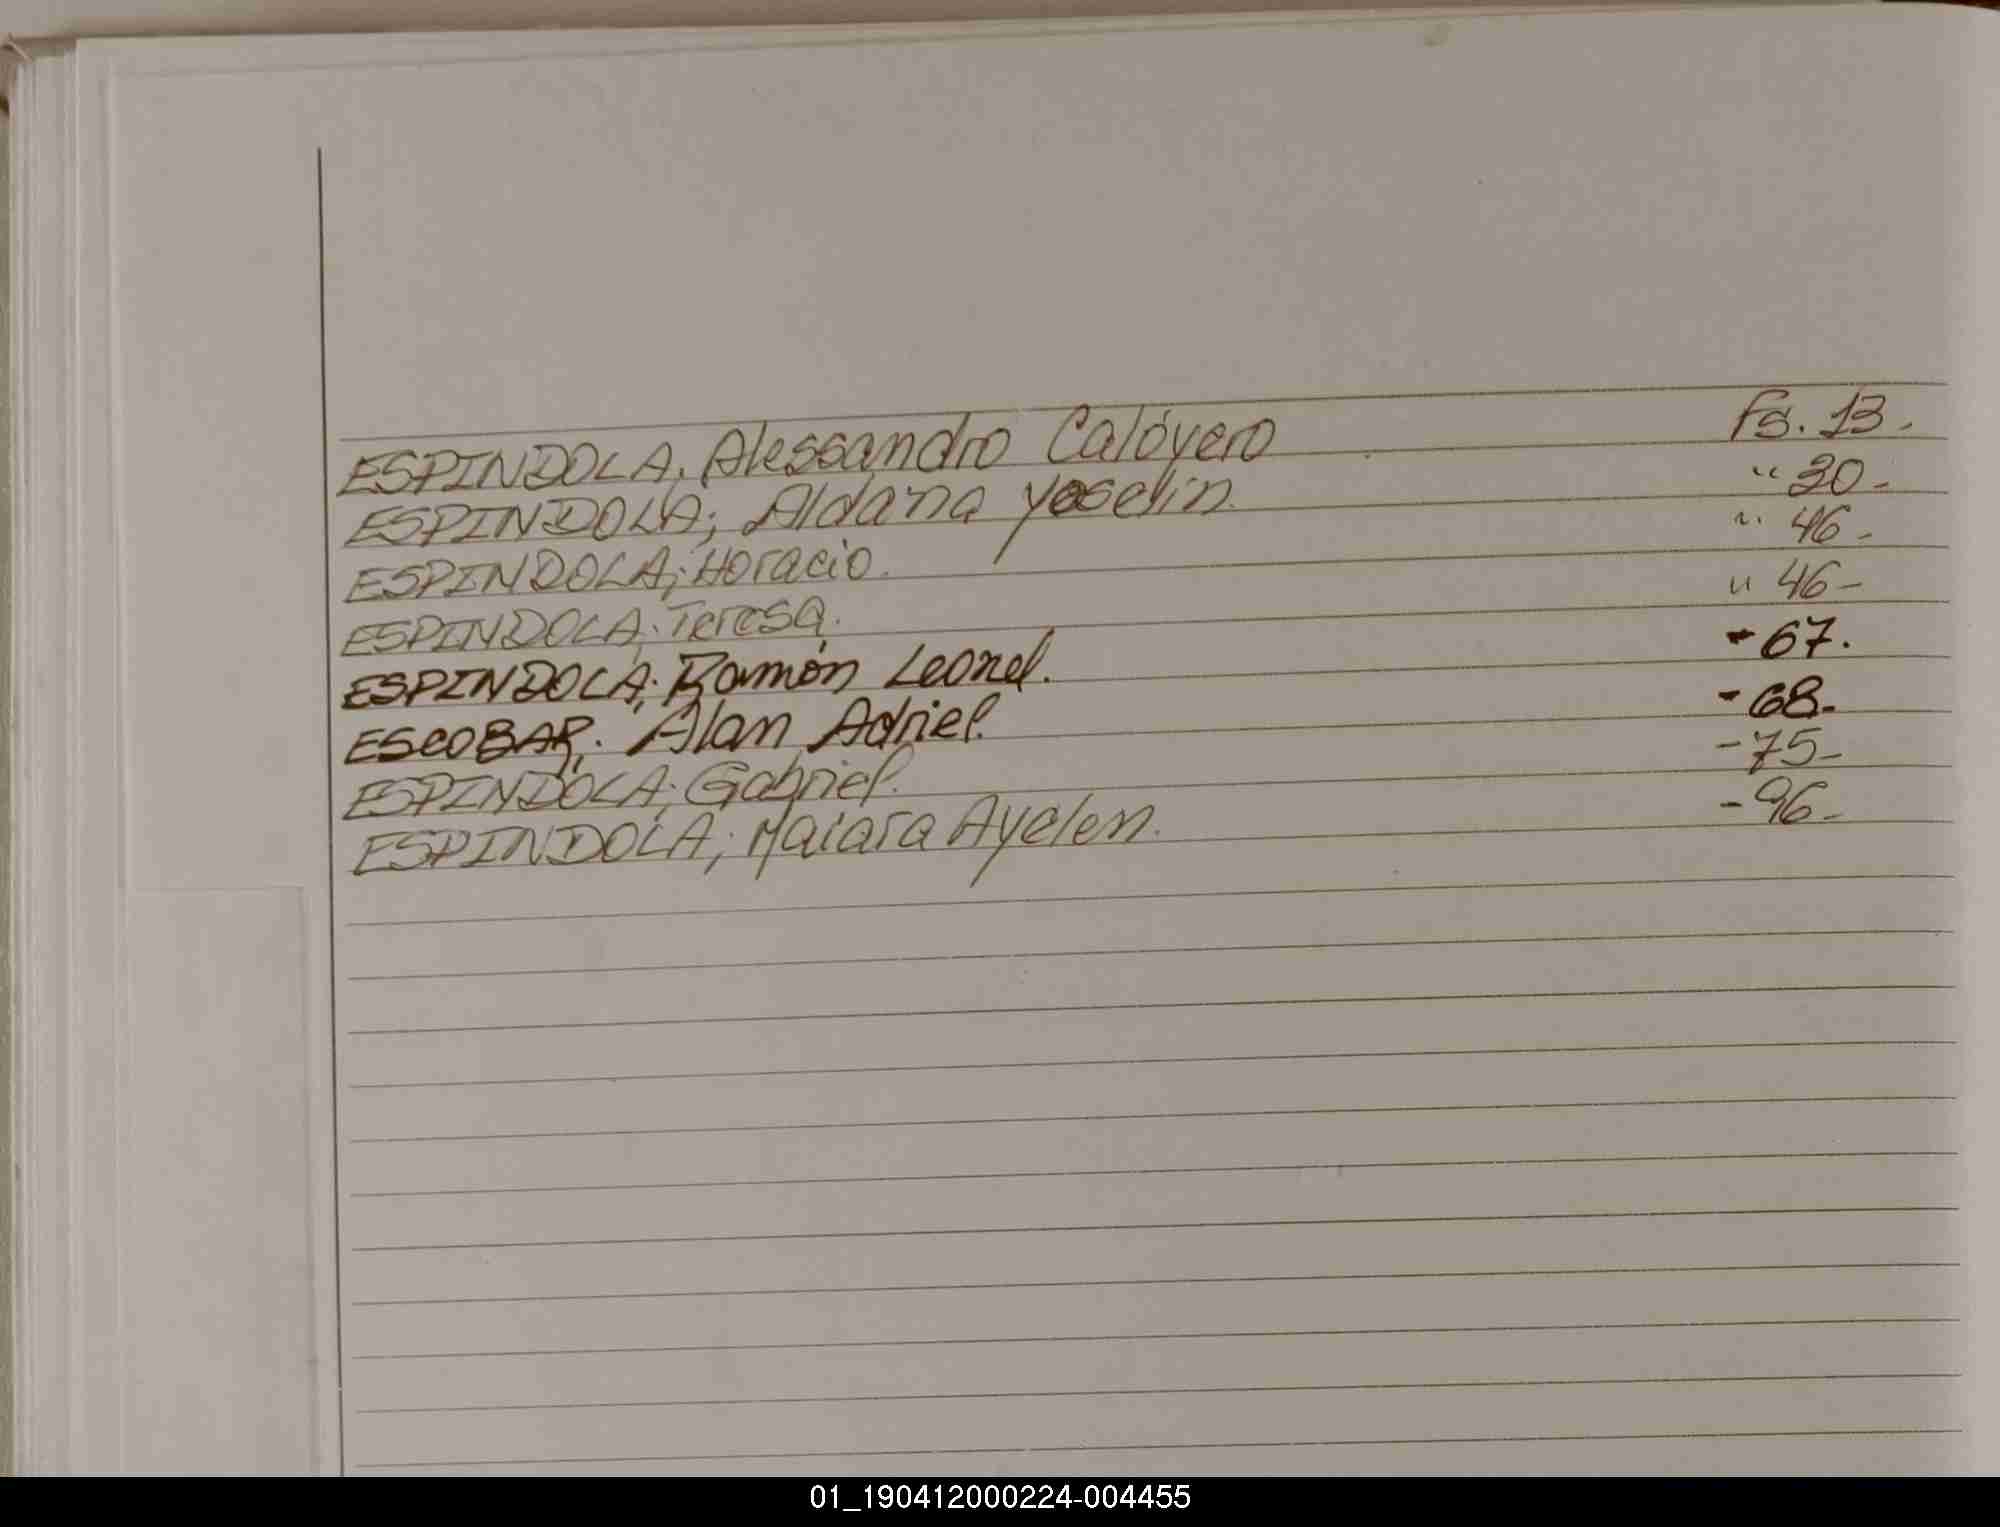 ESPINDOLA, Alessandro Calóyero Fs. 13.
ESPINDOLA; Aldana Yoselin. " 30-
ESPINDOLA; Horacio. " 46-
ESPINDOLA; Teresa. " 46-
ESPINDOLA; Ramón Leonel. - 67.
ESCOBAR; Alan Adriel. - 68.
ESPINDOLA; Gabriel. - 75-
ESPINDOLA; Maiara Ayelen. - 96-
01_190412000224-004455